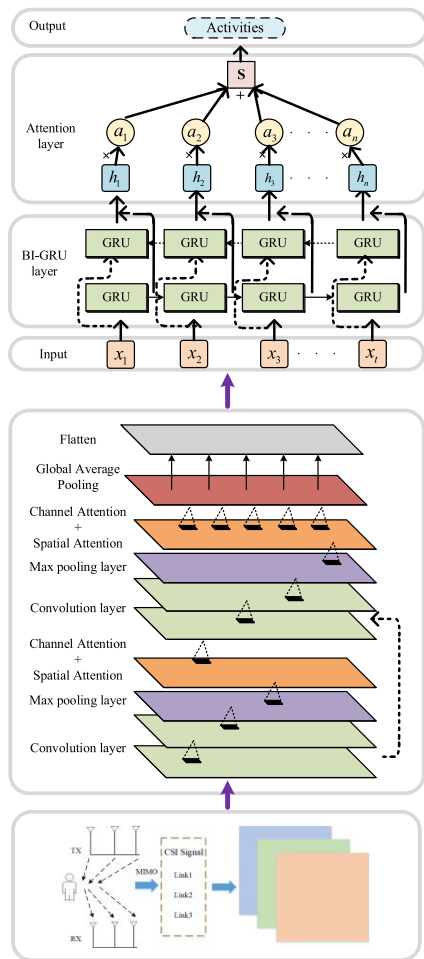 Output
Activities
S
+
Attention layer
a1 a2 a3 . . . an
× × × ×
h1 h2 h3 . . . hn
BI-GRU layer
GRU GRU GRU GRU
GRU GRU GRU GRU
Input
x1 x2 x3 . . . xt
Flatten
Global Average
Pooling
Channel Attention
+
Spatial Attention
Max pooling layer
Convolution layer
Channel Attention
+
Spatial Attention
Max pooling layer
Convolution layer
TX
MIMO
CSI Signal
Link1
Link2
Link3
RX